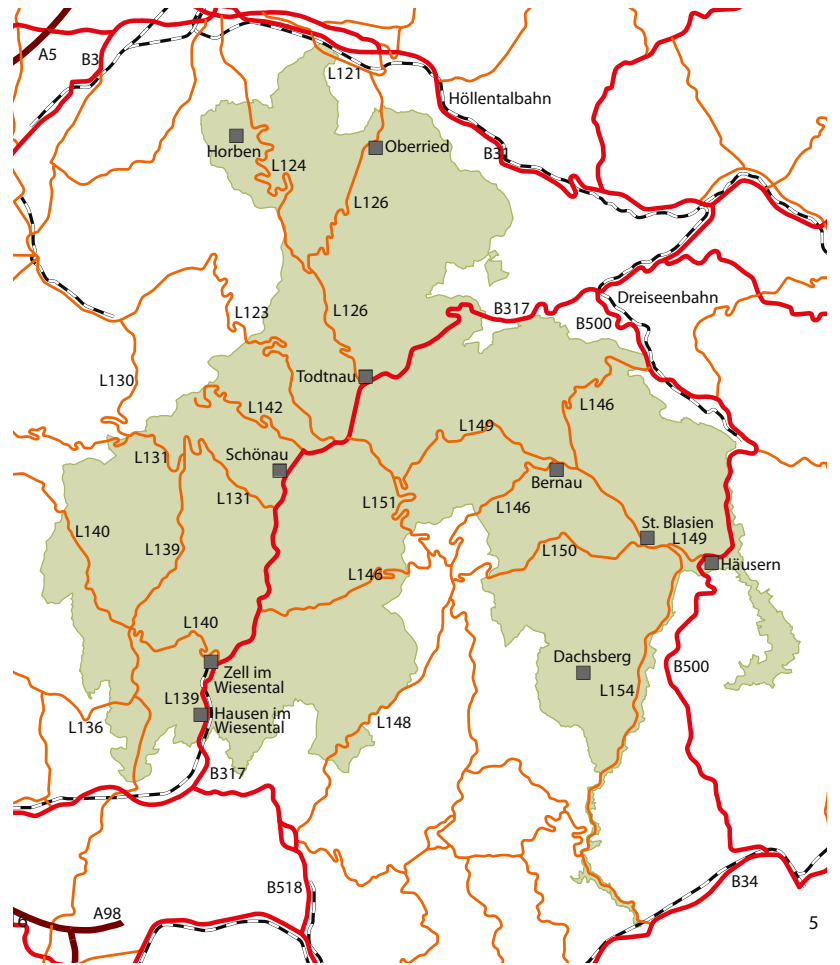 A5
B3
L121
Höllentalbahn
Horben
Oberried
B31
L124
L126
Dreiseenbahn
B317
L123
L126
B500
L130
Todtnau
L142
L146
L149
L131
Schönau
L131
Bernau
L151
L146
St. Blasien
L140
L149
L139
L150
Häusern
L146
L140
Dachsberg
Zell im
Wiesental
B500
L154
L139
Hausen im
Wiesental
L136
L148
B317
B34
B518
A98
6
5